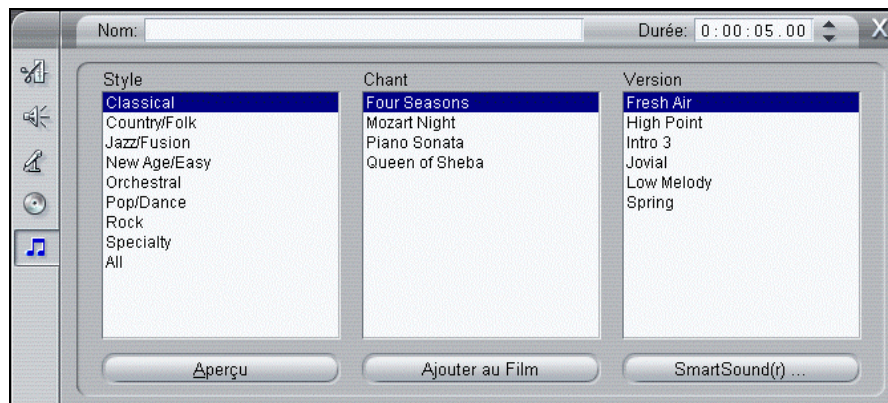 Nom:
Durée: 0:00:05.00
X
Style
Classical
Country/Folk
Jazz/Fusion
New Age/Easy
Orchestral
Pop/Dance
Rock
Specialty
All
Chant
Four Seasons
Mozart Night
Piano Sonata
Queen of Sheba
Version
Fresh Air
High Point
Intro 3
Jovial
Low Melody
Spring
Aperçu
Ajouter au Film
SmartSound(r) ...